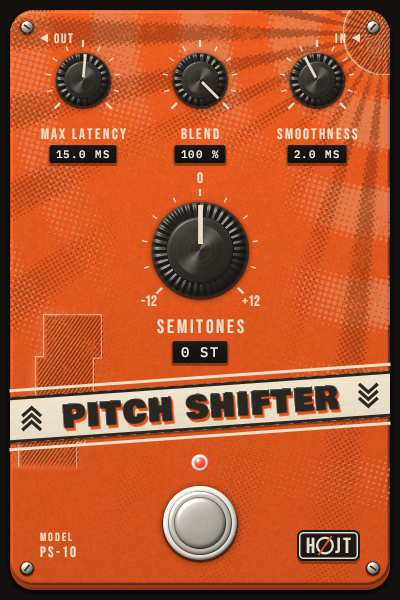 OUT
IN
MAX LATENCY
BLEND
SMOOTHNESS
15.0 MS
100 %
2.0 MS
0
-12
+12
SEMITONES
0 ST
PITCH SHIFTER
MODEL
PS-10
HØJT